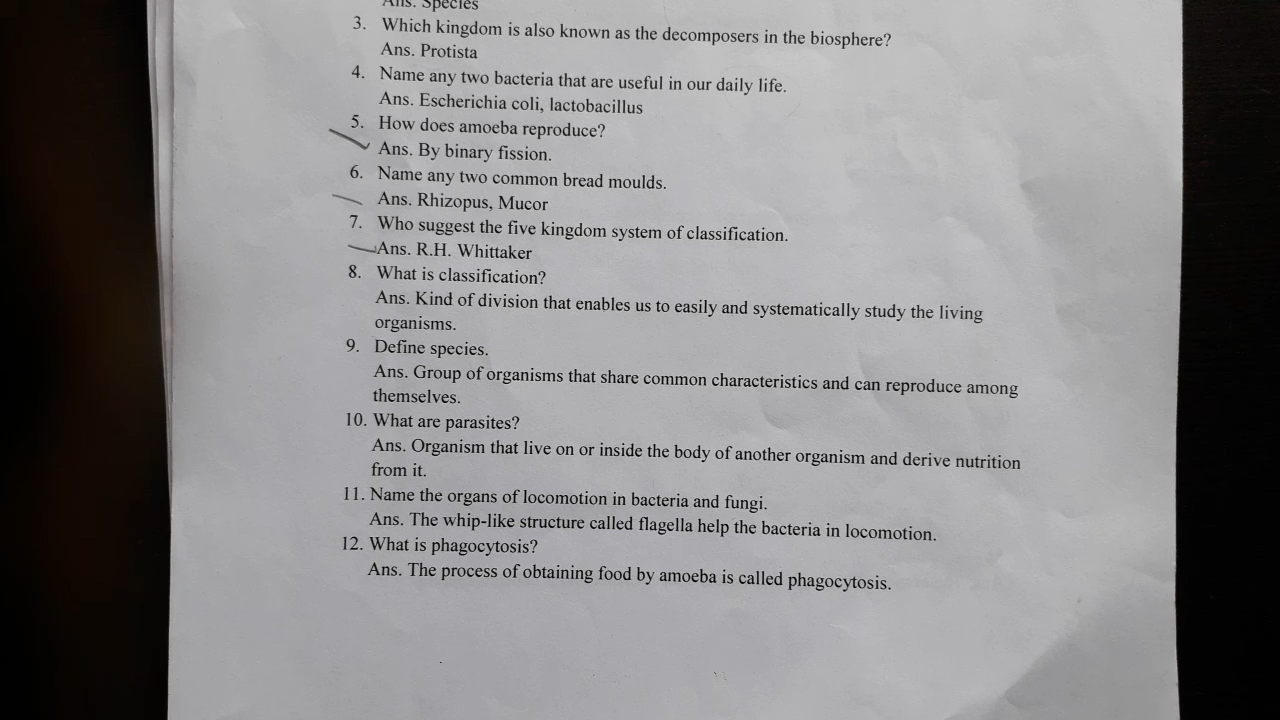 Ans. Species
3. Which kingdom is also known as the decomposers in the biosphere?
Ans. Protista
4. Name any two bacteria that are useful in our daily life.
Ans. Escherichia coli, lactobacillus
5. How does amoeba reproduce?
Ans. By binary fission.
6. Name any two common bread moulds.
Ans. Rhizopus, Mucor
7. Who suggest the five kingdom system of classification.
Ans. R.H. Whittaker
8. What is classification?
Ans. Kind of division that enables us to easily and systematically study the living
organisms.
9. Define species.
Ans. Group of organisms that share common characteristics and can reproduce among
themselves.
10. What are parasites?
Ans. Organism that live on or inside the body of another organism and derive nutrition
from it.
11. Name the organs of locomotion in bacteria and fungi.
Ans. The whip-like structure called flagella help the bacteria in locomotion.
12. What is phagocytosis?
Ans. The process of obtaining food by amoeba is called phagocytosis.